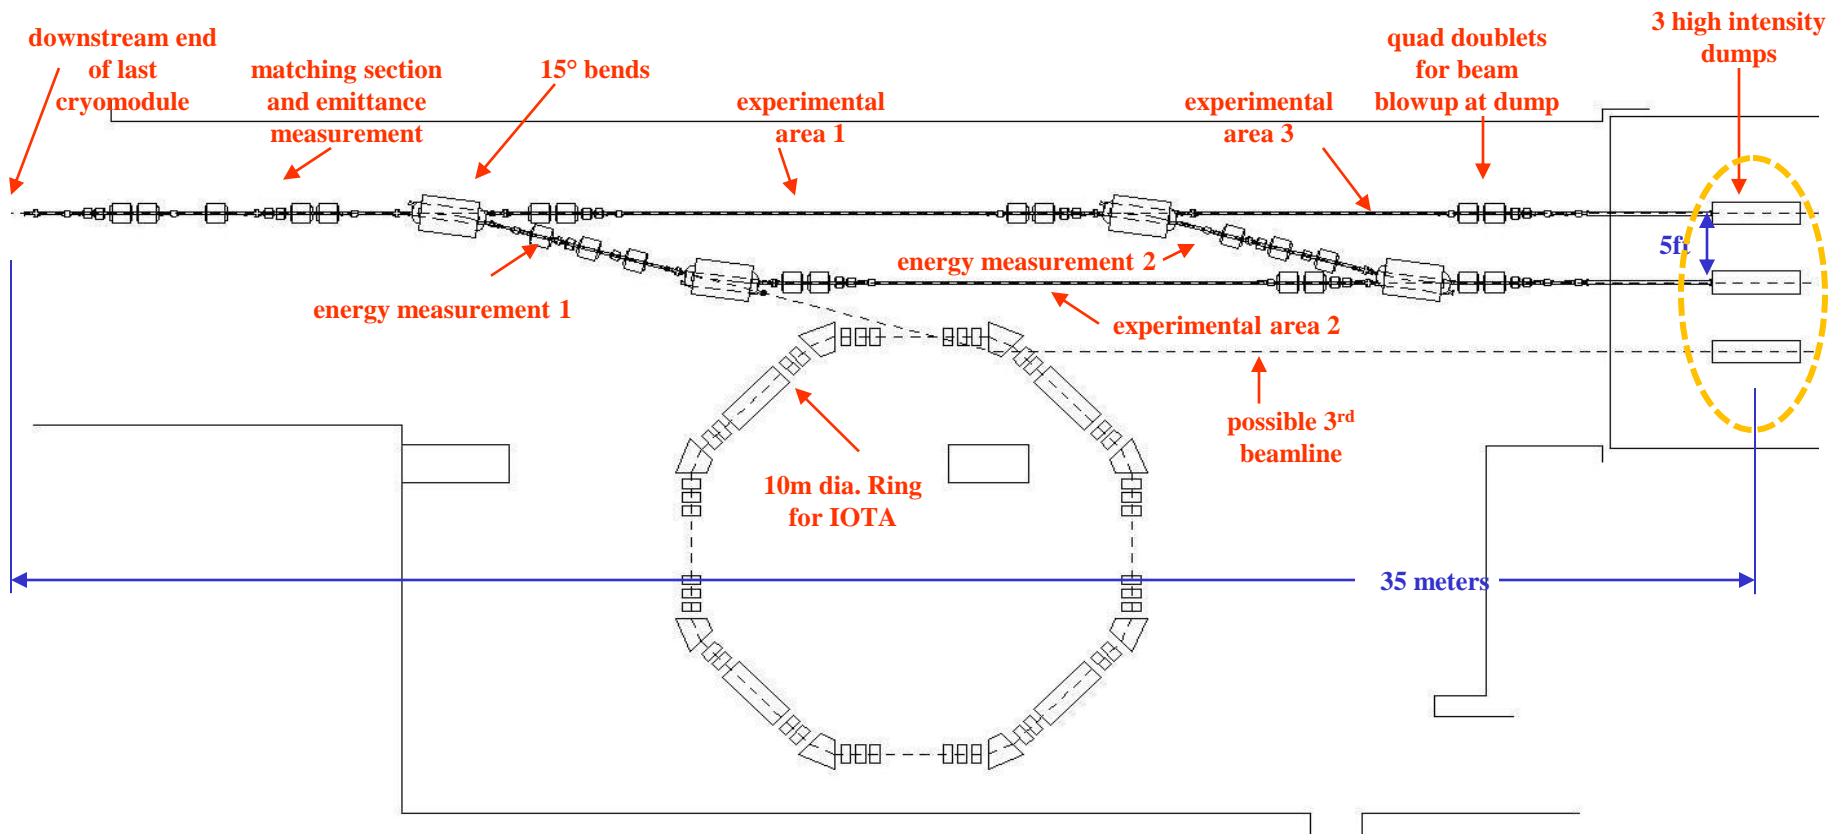 downstream end
of last
cryomodule
matching section
and emittance
measurement
15° bends
experimental
area 1
experimental
area 3
quad doublets
for beam
blowup at dump
3 high intensity
dumps
5ft
energy measurement 2
energy measurement 1
experimental area 2
possible 3rd
beamline
10m dia. Ring
for IOTA
35 meters